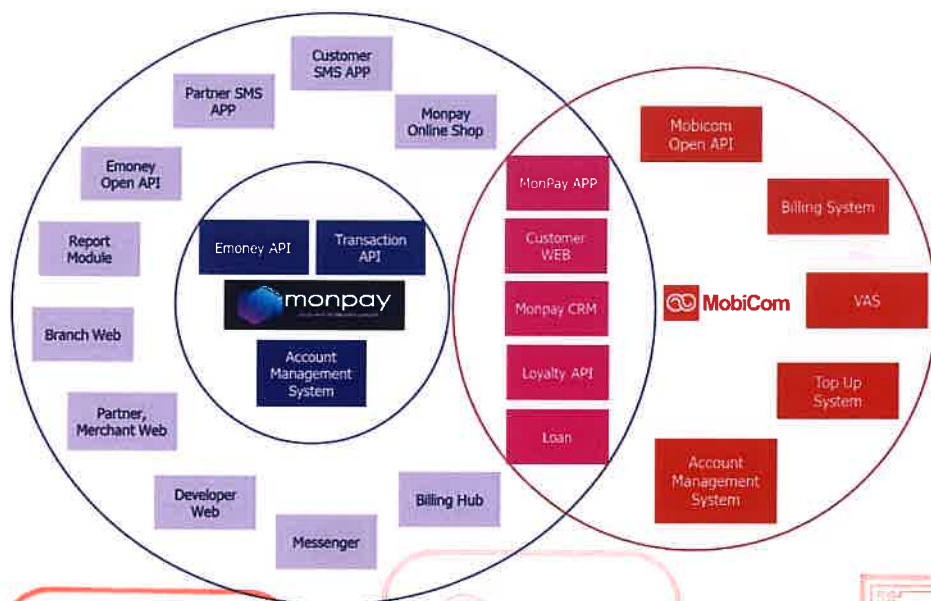 Customer
SMS APP
Partner SMS
APP
Monpay
Online Shop
Emoney
Open API
Report
Module
Branch Web
Partner,
Merchant Web
Developer
Web
Messenger
Billing Hub
Emoney API
Transaction
API
monpay
Account
Management
System
MonPay APP
Customer
WEB
Monpay CRM
Loyalty API
Loan
Mobicom
Open API
Billing System
MobiCom
VAS
Top Up
System
Account
Management
System